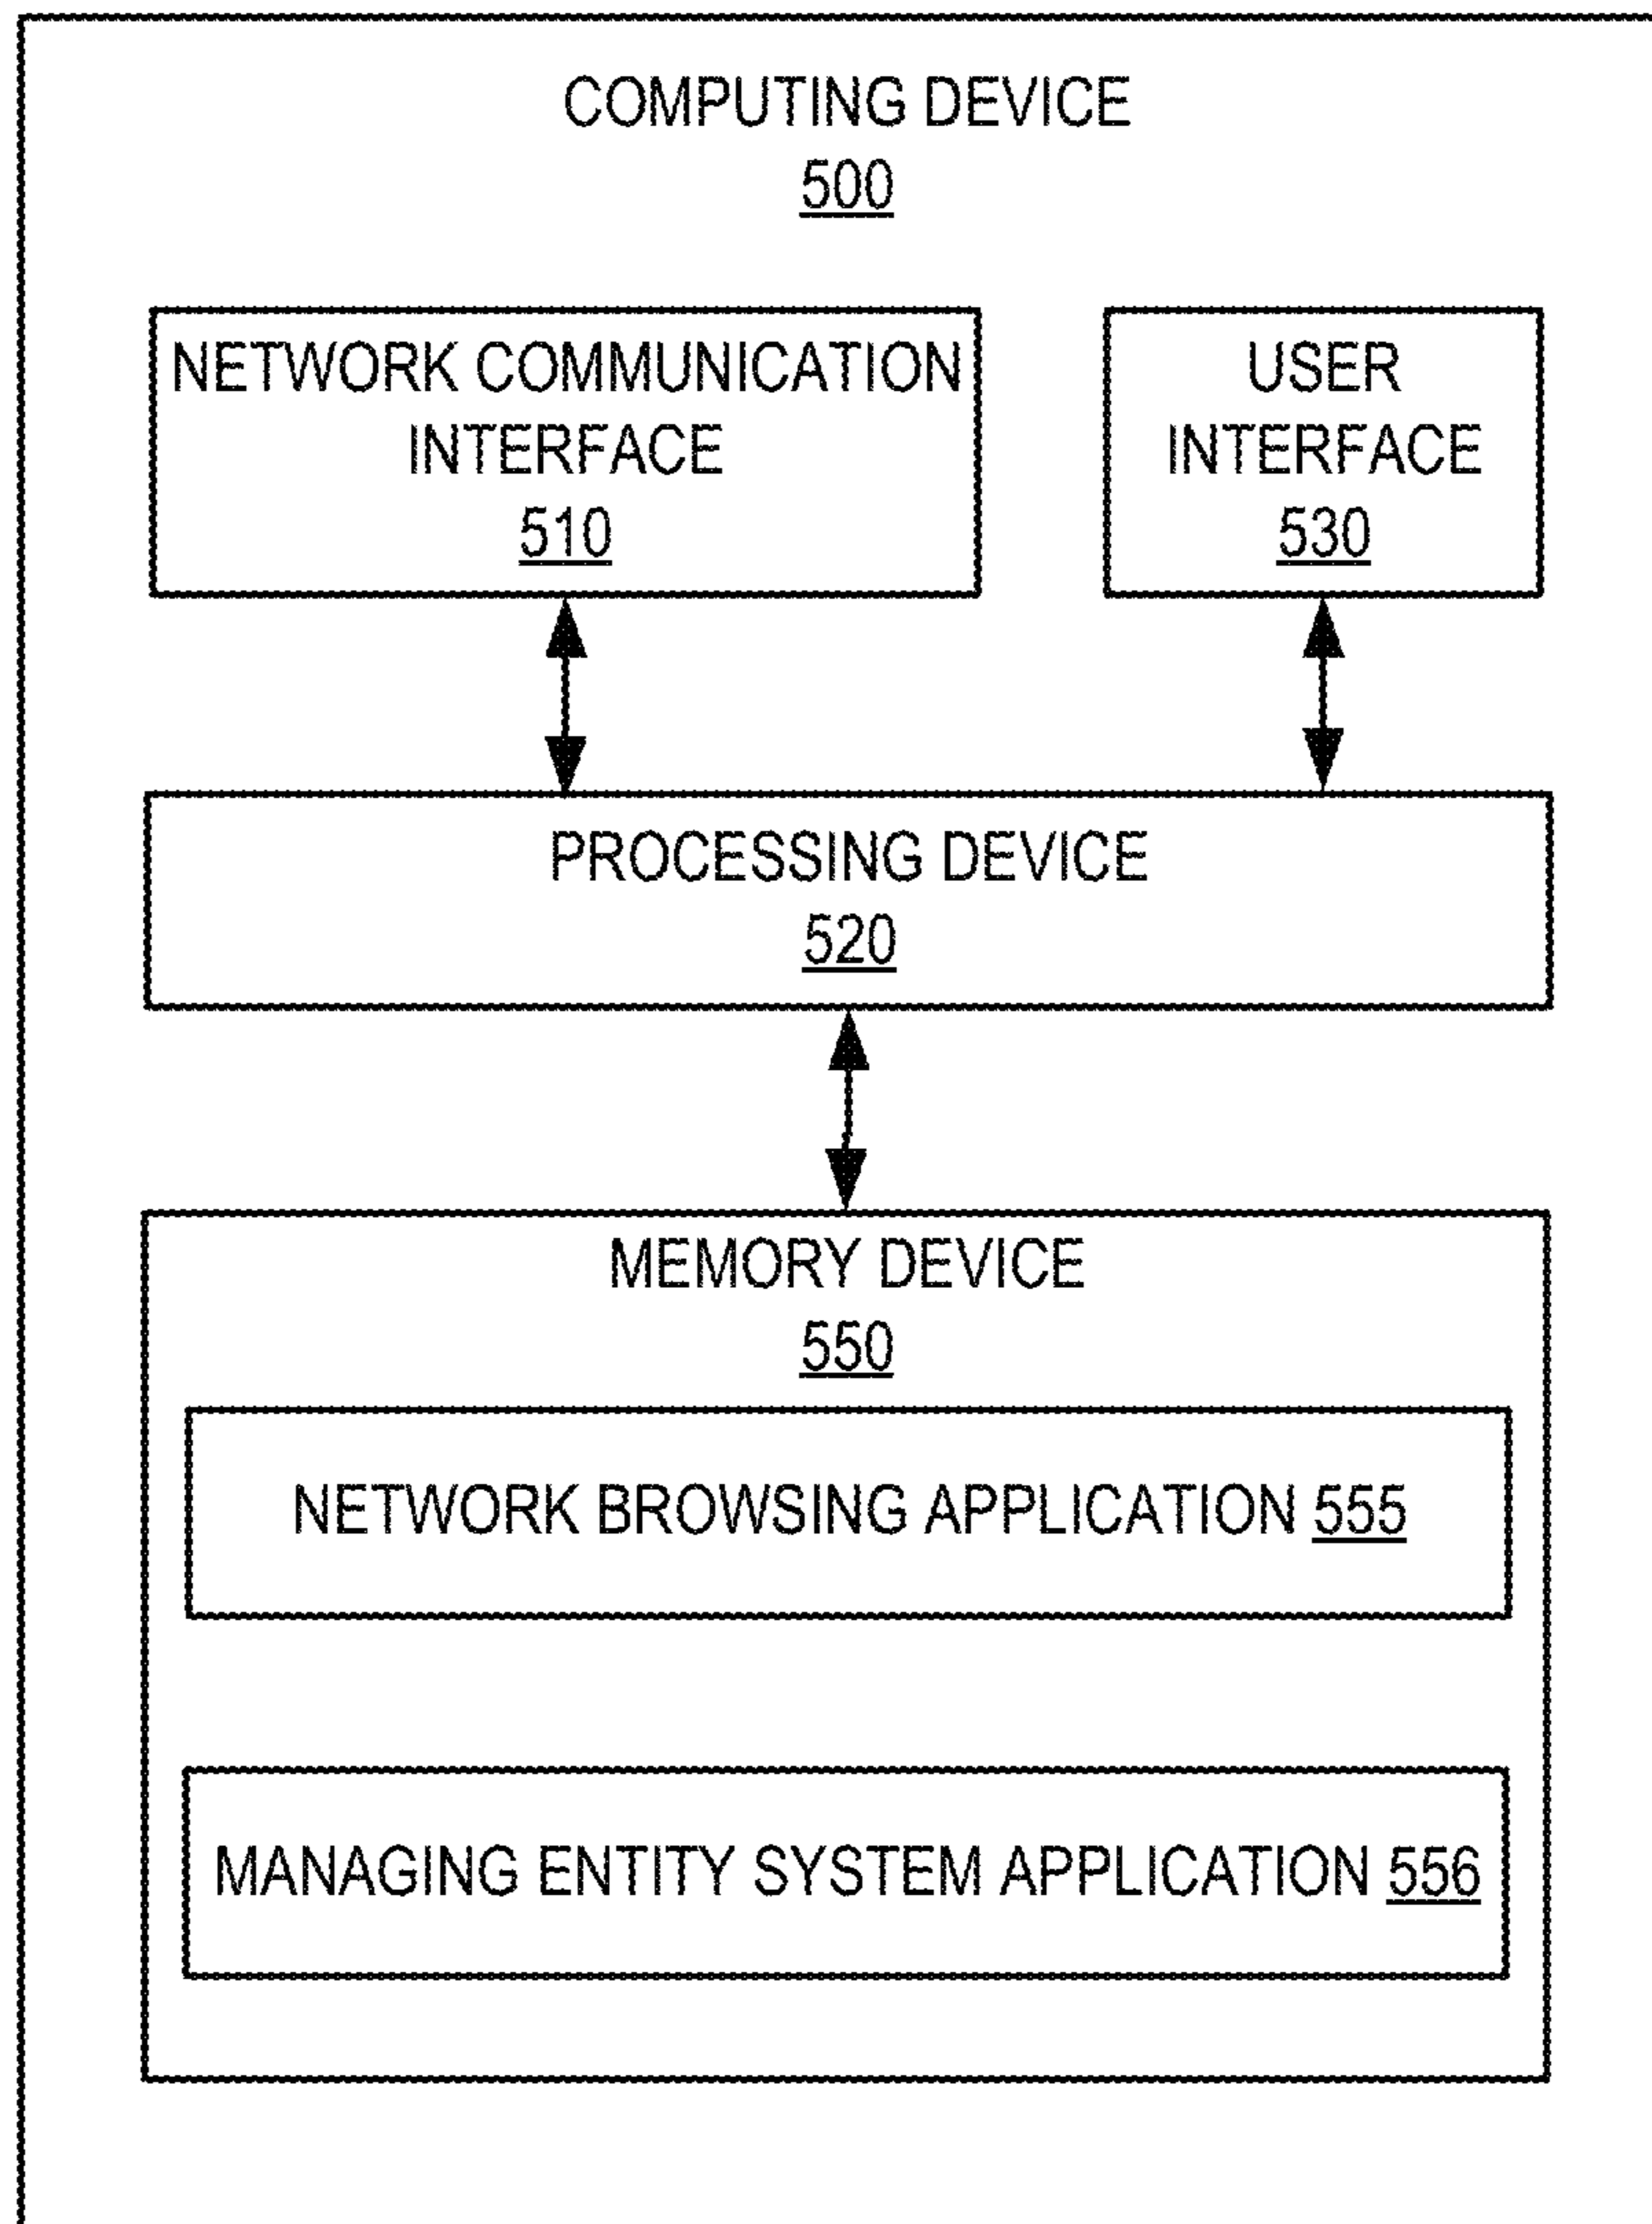 COMPUTING DEVICE
500
NETWORK COMMUNICATION
INTERFACE
510
USER
INTERFACE
530
PROCESSING DEVICE
520
MEMORY DEVICE
550
NETWORK BROWSING APPLICATION 555
MANAGING ENTITY SYSTEM APPLICATION 556